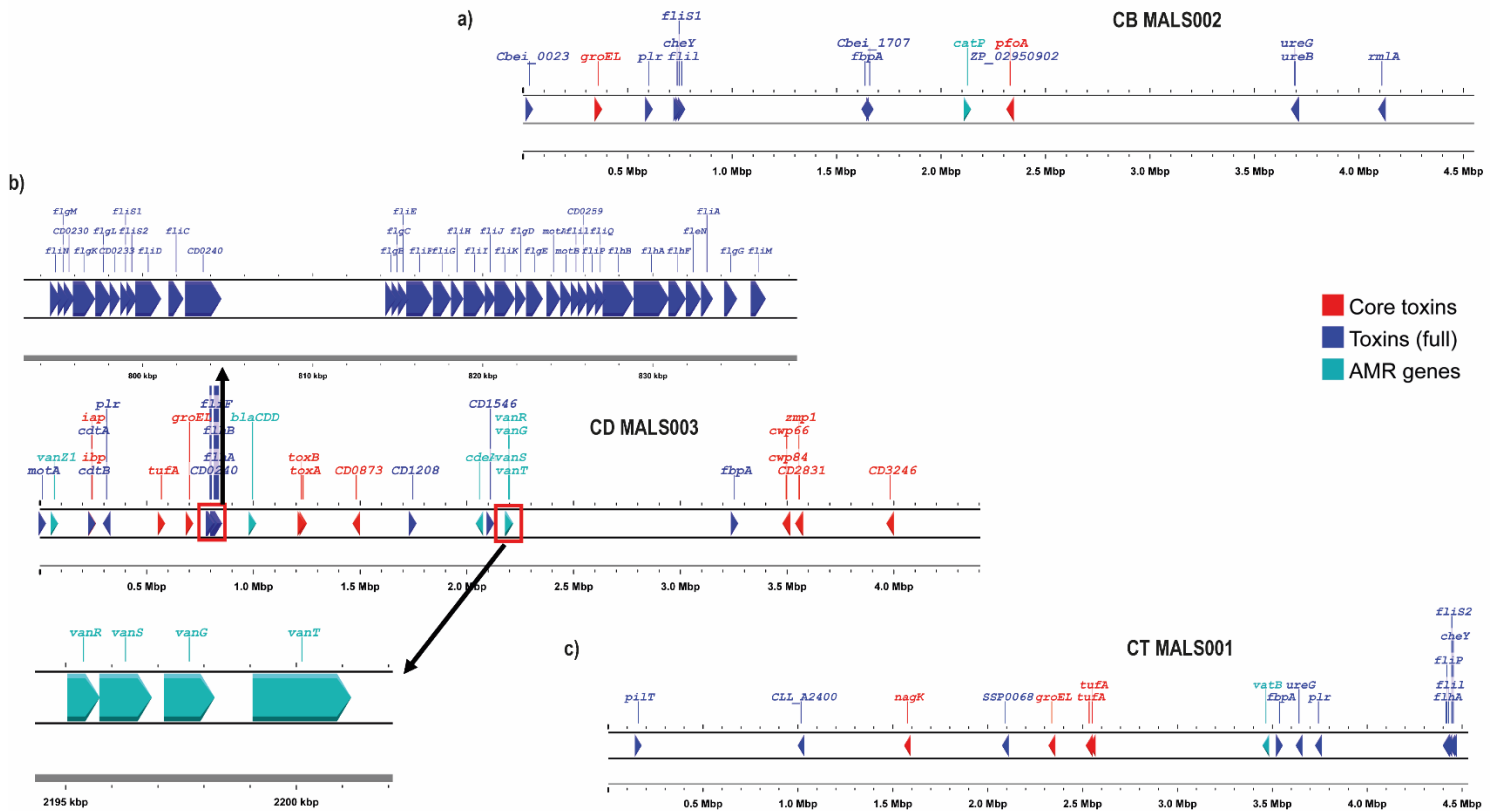 a)
CB MALS002
fliS1
cheY
Cbei_1707
catP
pfoA
ureG
Cbei_0023
groEL
plr
flil
fbpA
ZP_02950902
ureB
rmlA
0.5 Mbp 1.0 Mbp 1.5 Mbp 2.0 Mbp 2.5 Mbp 3.0 Mbp 3.5 Mbp 4.0 Mbp 4.5 Mbp
b)
flgM fliS1 fliE CD0259 fliA
CD0230 flgL fliS2 fliC flgC fliH fliJ flgD motA flil fliQ fleN
fliN flgK CD0233 fliD CD0240 flgB fliF fliG fliI fliK flgE motB fliP flhB flhA flhF flgG fliM
800 kbp 810 kbp 820 kbp 830 kbp
Core toxins
Toxins (full)
AMR genes
CD MALS003
plr fliF CD1546 vanR zmp1
iap groEL blaCDD
cdtA flhB vanG cwp66
vanZ1 ibp flhA toxB vanS cwp84
motA cdtB tufA CD0240 toxA CD0873 CD1208 vanT fbpA CD2831 CD3246
0.5 Mbp 1.0 Mbp 1.5 Mbp 2.0 Mbp 2.5 Mbp 3.0 Mbp 3.5 Mbp 4.0 Mbp
vanR vanS vanG vanT
2195 kbp 2200 kbp
c)
CT MALS001
fliS2
cheY
fliP
tufA vatB ureG flil
pilT CLL_A2400 nagK SSP0068 groEL tufA fbpA plr flhA
0.5 Mbp 1.0 Mbp 1.5 Mbp 2.0 Mbp 2.5 Mbp 3.0 Mbp 3.5 Mbp 4.0 Mbp 4.5 Mbp